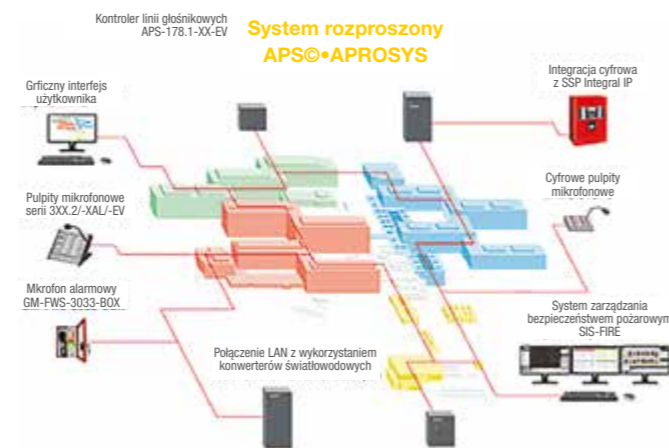 Kontroler linii głośnikowych
APS-178.1-XX-EV
System rozproszony
APS©•APROSYS
Grficzny interfejs
użytkownika
Integracja cyfrowa
z SSP Integral IP
Pulpity mikrofonowe
serii 3XX.2/-XAL/-EV
Cyfrowe pulpity
mikrofonowe
Mkrofon alarmowy
GM-FWS-3033-BOX
System zarządzania
bezpieczeństwem pożarowym
SIS-FIRE
Połączenie LAN z wykorzystaniem
konwerterów światłowodowych